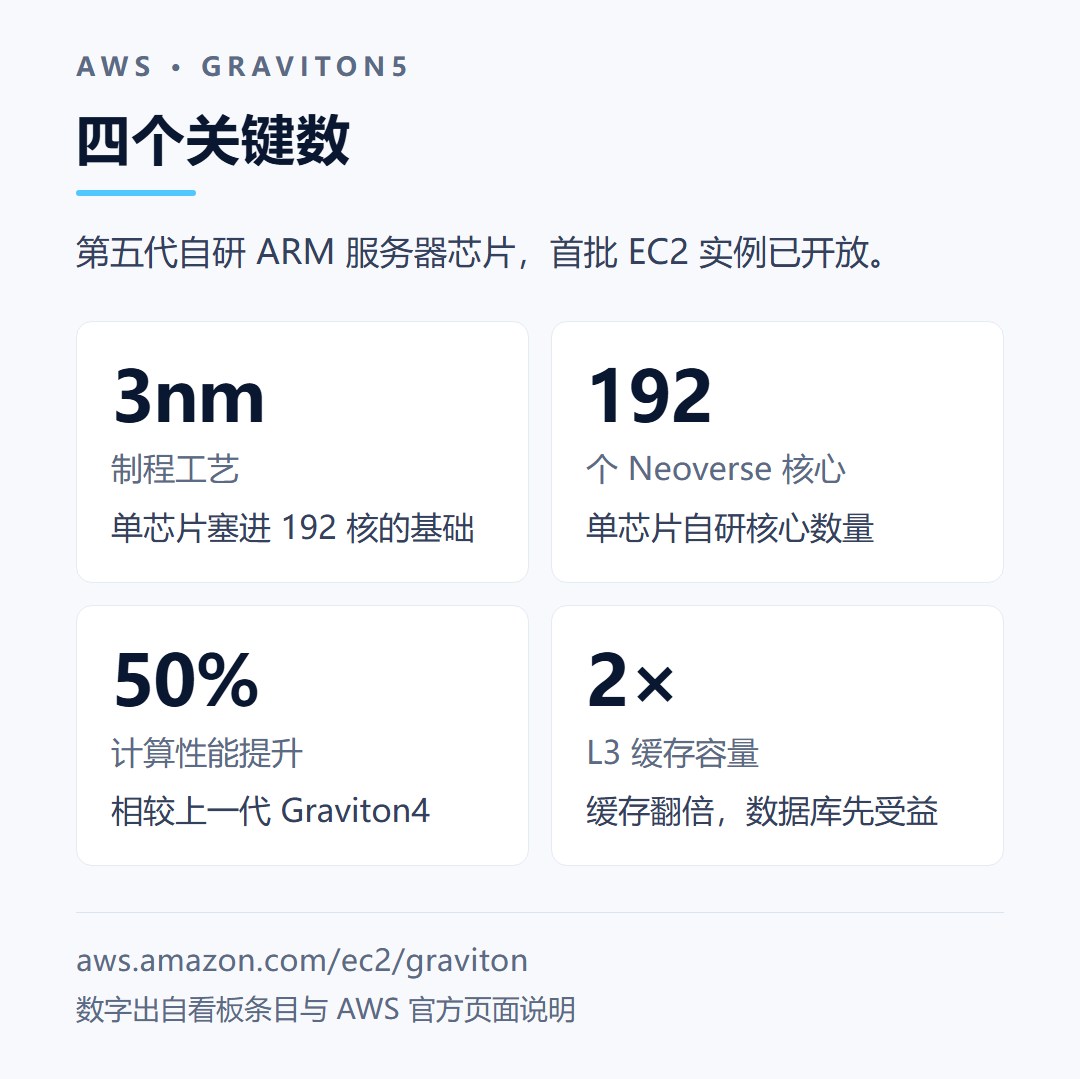 AWS • GRAVITON5
四个关键数
第五代自研 ARM 服务器芯片，首批 EC2 实例已开放。
3nm
制程工艺
单芯片塞进 192 核的基础
192
个 Neoverse 核心
单芯片自研核心数量
50%
计算性能提升
相较上一代 Graviton4
2×
L3 缓存容量
缓存翻倍，数据库先受益
aws.amazon.com/ec2/graviton
数字出自看板条目与 AWS 官方页面说明